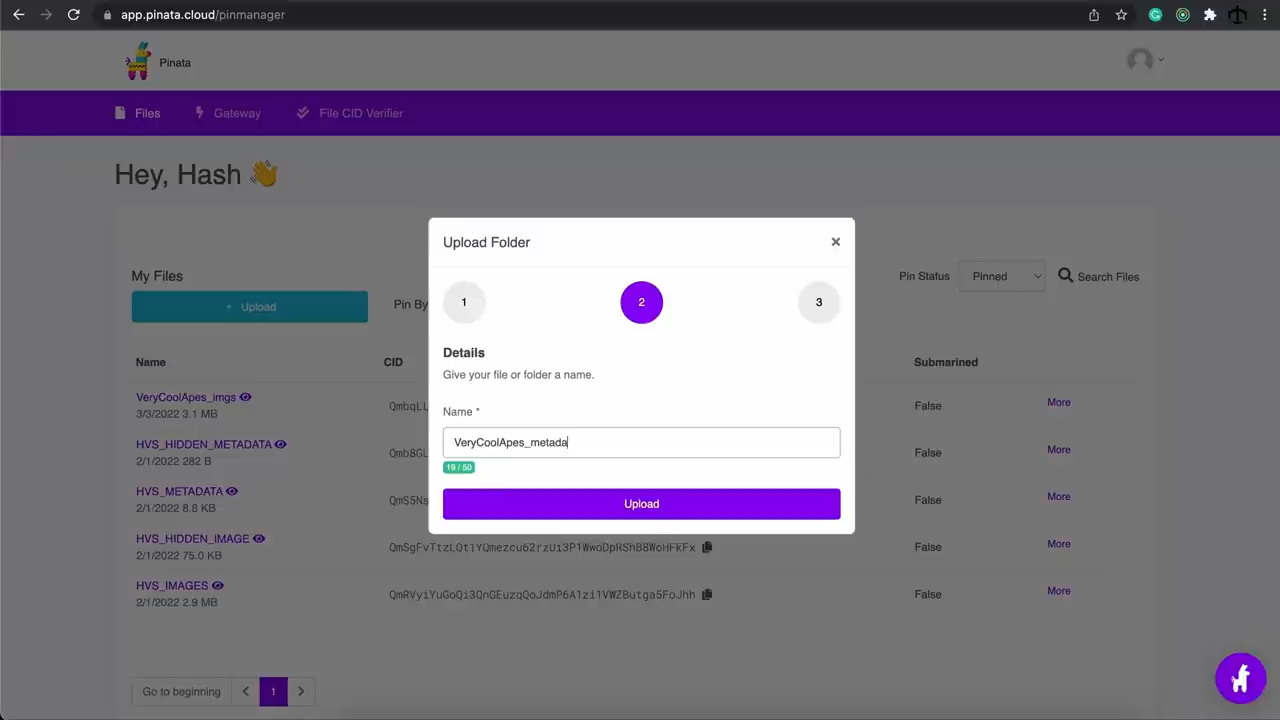 app.pinata.cloud/pinmanager
Pinata
Files
Gateway
File CID Verifier
Hey, Hash 👋
Upload Folder
×
1
2
3
Details
Give your file or folder a name.
Name *
VeryCoolApes_metada
19 / 50
Upload
My Files
Pin Status
Pinned
Search Files
+ Upload
Pin By
Name
CID
Submarined
VeryCoolApes_imgs
3/3/2022 3.1 MB
False
More
HVS_HIDDEN_METADATA
2/1/2022 282 B
Qmb8GL
False
More
HVS_METADATA
2/1/2022 8.8 KB
QmS5Ns
False
More
HVS_HIDDEN_IMAGE
2/1/2022 75.0 KB
False
More
HVS_IMAGES
2/1/2022 2.9 MB
QmRVyiYuGoQi3QnGEuzqQoJdmP6A1zi1VWZButga5FoJhh
False
More
Go to beginning
1